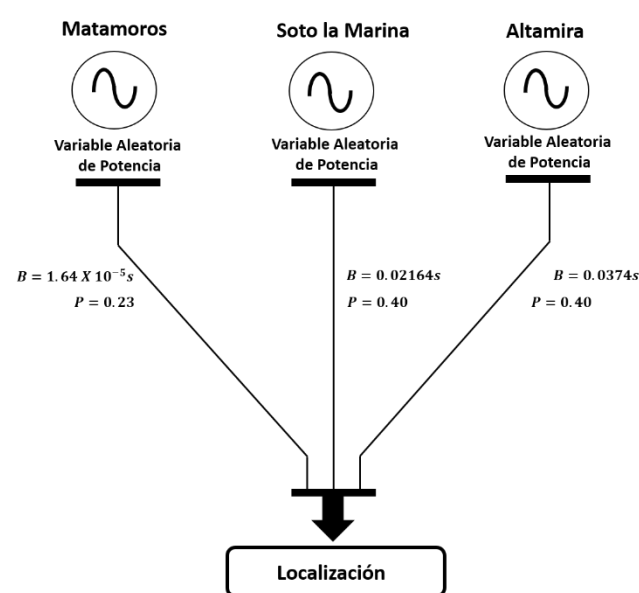 Matamoros
Soto la Marina
Altamira
Variable Aleatoria
de Potencia
Variable Aleatoria
de Potencia
Variable Aleatoria
de Potencia
B = 1.64 X 10⁻⁵s
P = 0.23
B = 0.02164s
P = 0.40
B = 0.0374s
P = 0.40
Localización